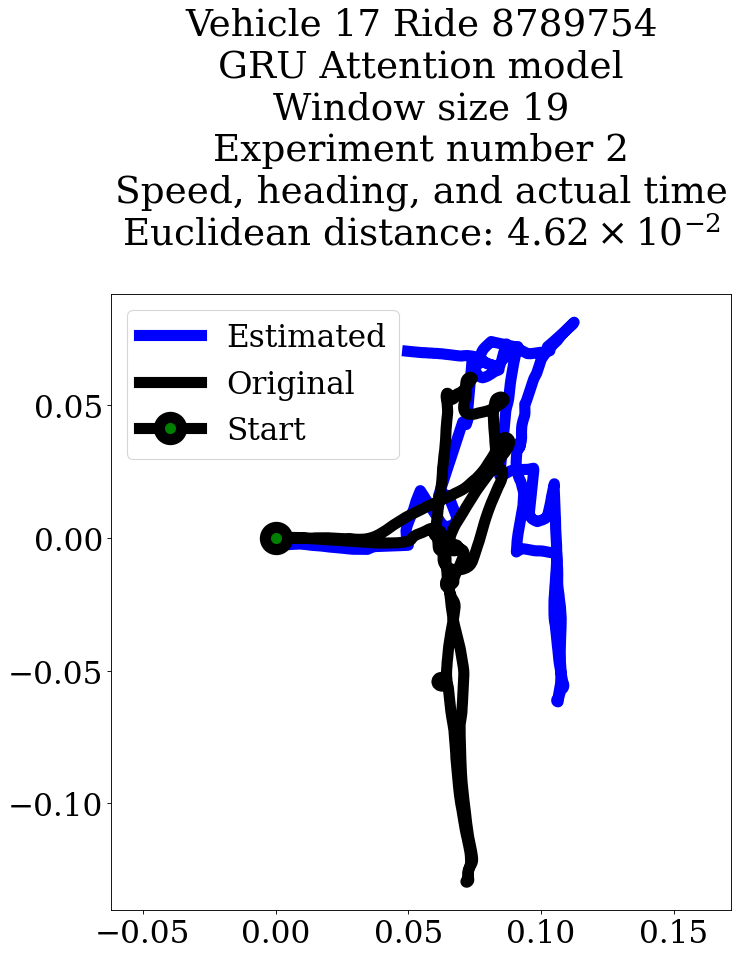 Vehicle 17 Ride 8789754
GRU Attention model
Window size 19
Experiment number 2
Speed, heading, and actual time
Euclidean distance: 4.62 × 10⁻²
Estimated
Original
Start
0.05
0.00
−0.05
−0.10
−0.05 0.00 0.05 0.10 0.15